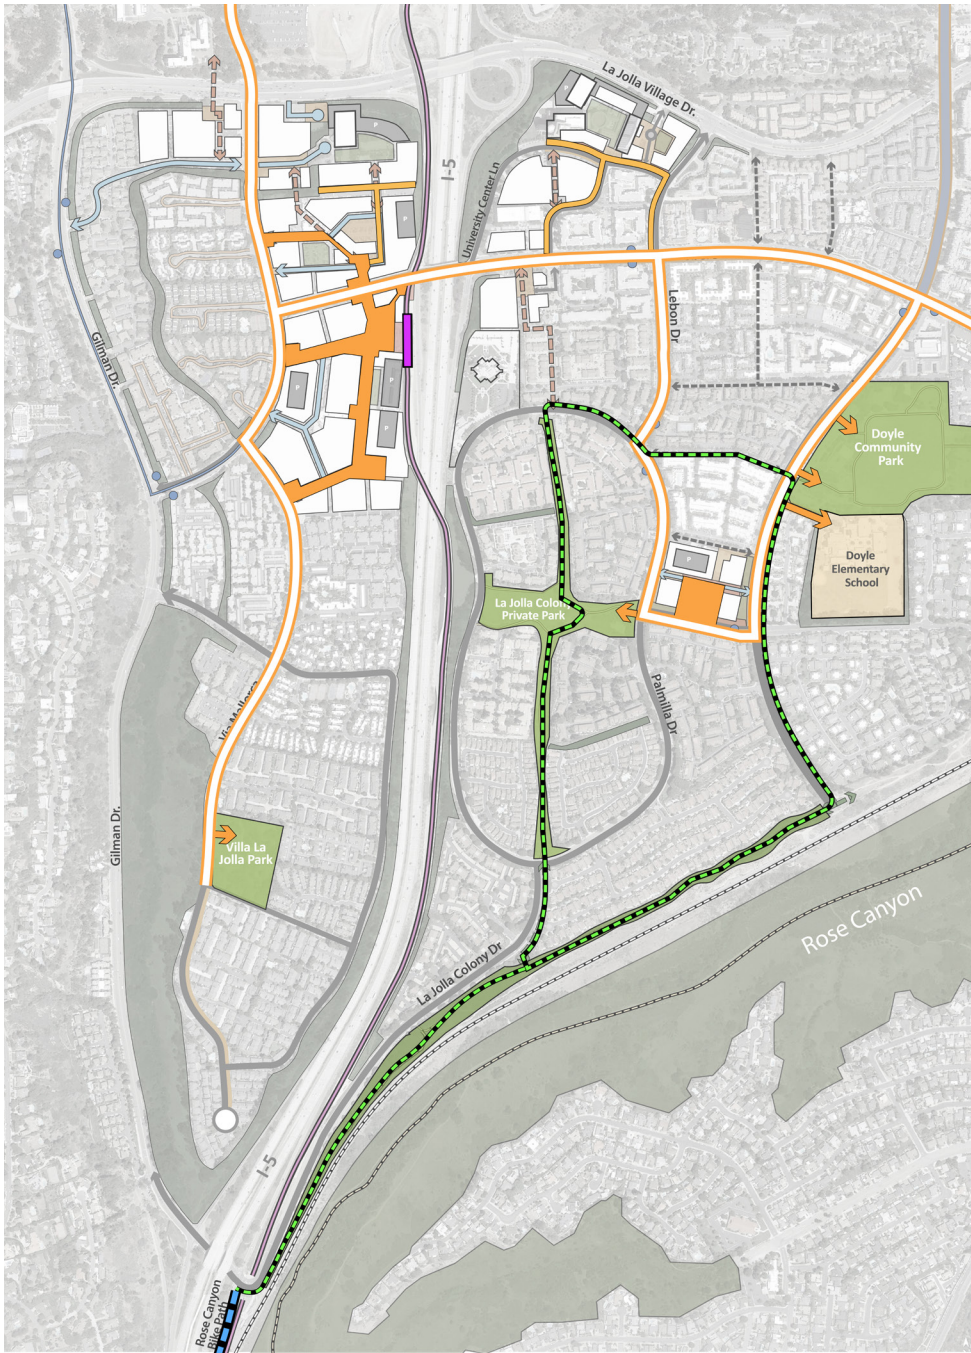 La Jolla Village Dr.
P
P
I-5
University Center Ln
P
Lebon Dr
Gilman Dr.
P
P
P
Doyle
Community
Park
P
Doyle
Elementary
School
La Jolla Colony
Private Park
Palmilla Dr
Via Mallorca
Gilman Dr.
Villa La
Jolla Park
Rose Canyon
La Jolla Colony Dr
I-5
Rose Canyon
Bike Path